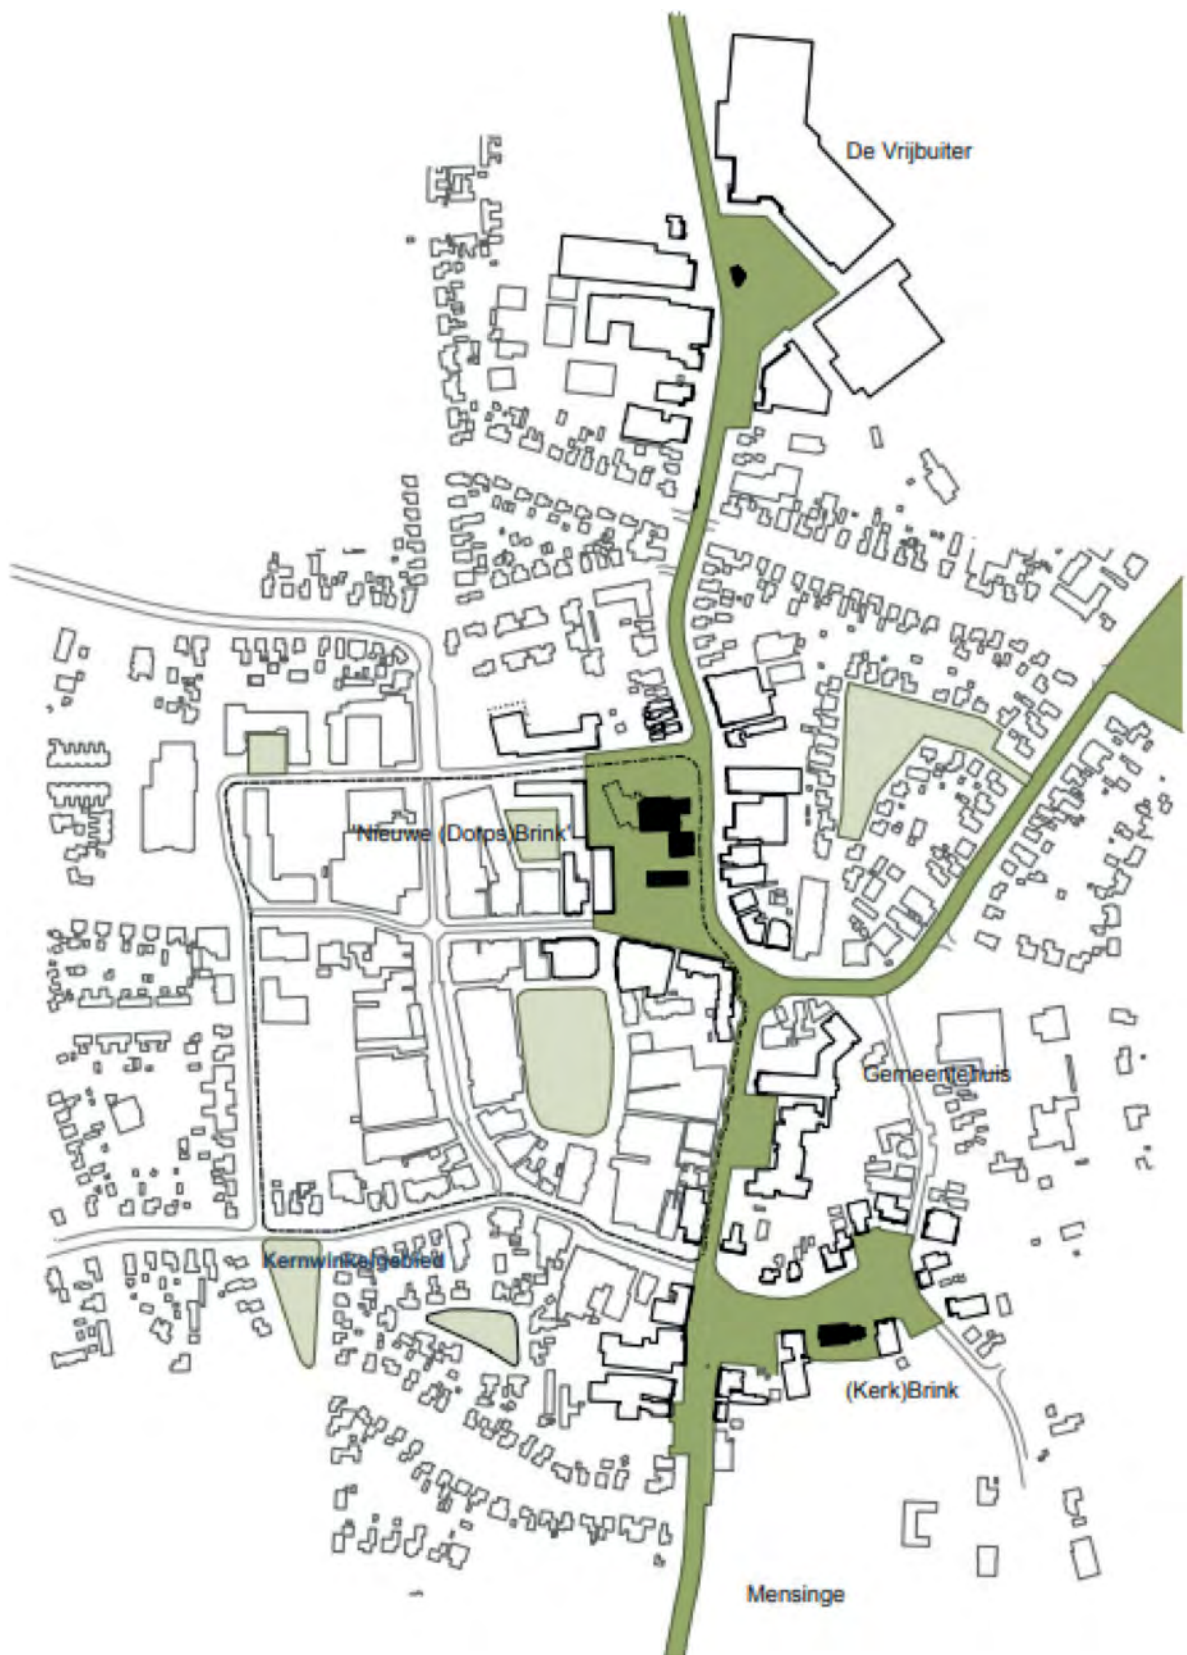 De Vrijbuiter
'Nieuwe (Dorps)Brink'
Gemeentehuis
Kernwinkelgebied
(Kerk)Brink
Mensinge